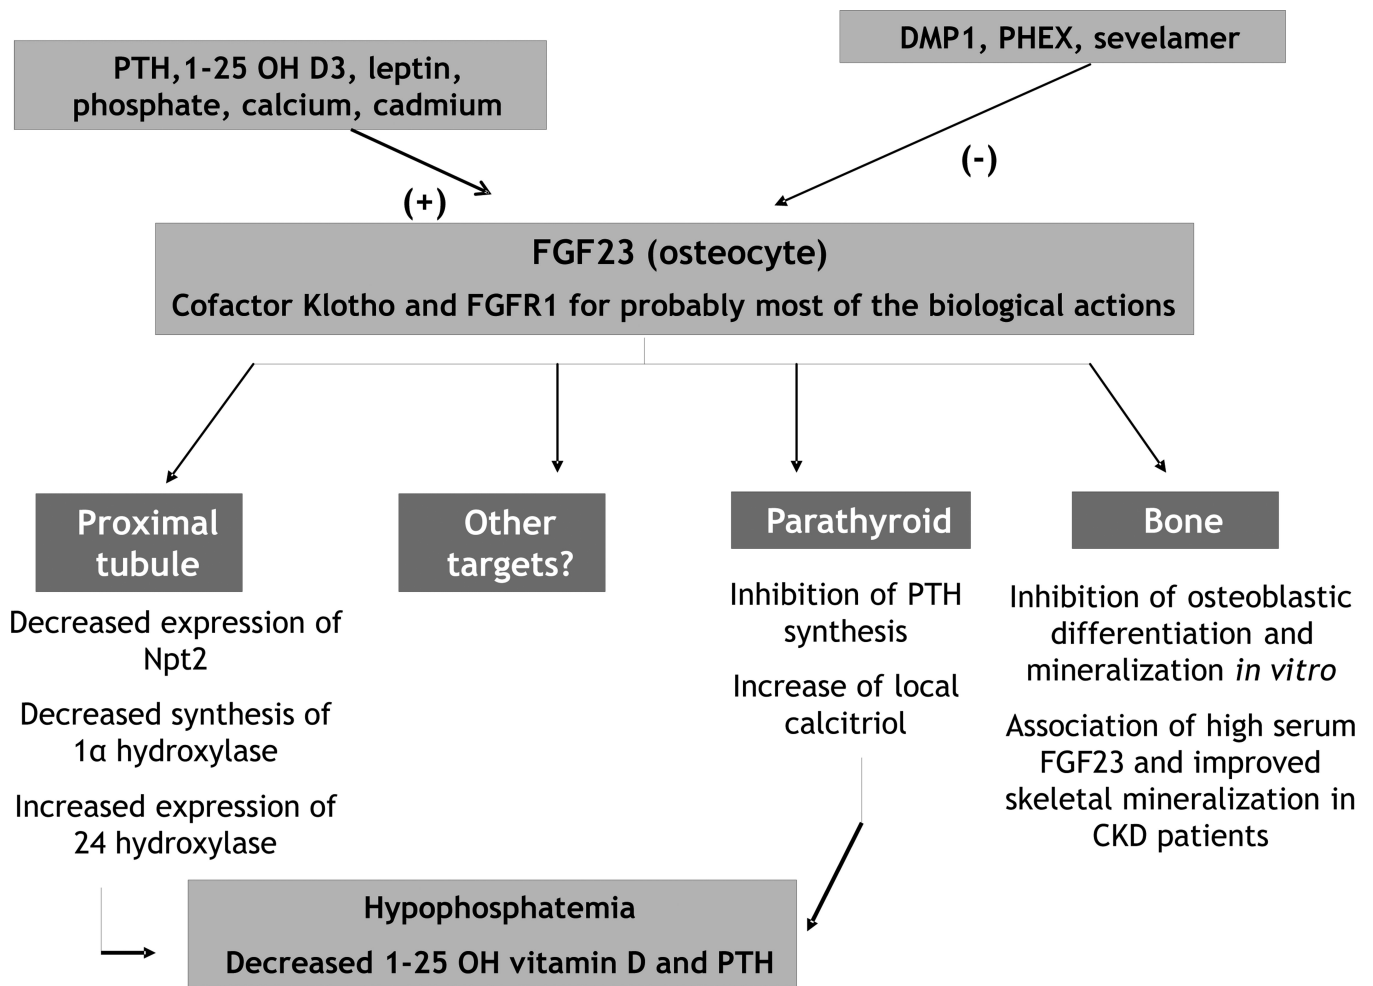 PTH,1-25 OH D3, leptin,
phosphate, calcium, cadmium
DMP1, PHEX, sevelamer
(+)
(-)
FGF23 (osteocyte)
Cofactor Klotho and FGFR1 for probably most of the biological actions
Proximal
tubule
Decreased expression of
Npt2
Decreased synthesis of
1α hydroxylase
Increased expression of
24 hydroxylase
Other
targets?
Parathyroid
Inhibition of PTH
synthesis
Increase of local
calcitriol
Bone
Inhibition of osteoblastic
differentiation and
mineralization in vitro
Association of high serum
FGF23 and improved
skeletal mineralization in
CKD patients
Hypophosphatemia
Decreased 1-25 OH vitamin D and PTH